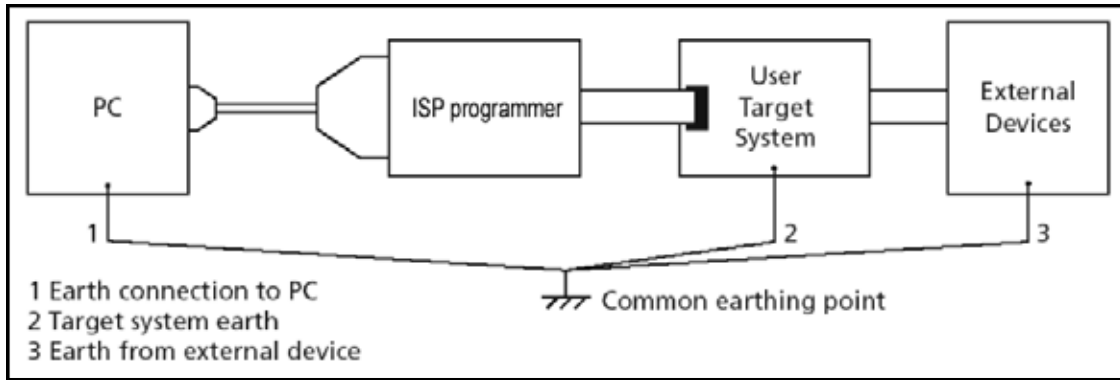 PC
ISP programmer
User
Target
System
External
Devices
1
2
3
Common earthing point
1 Earth connection to PC
2 Target system earth
3 Earth from external device